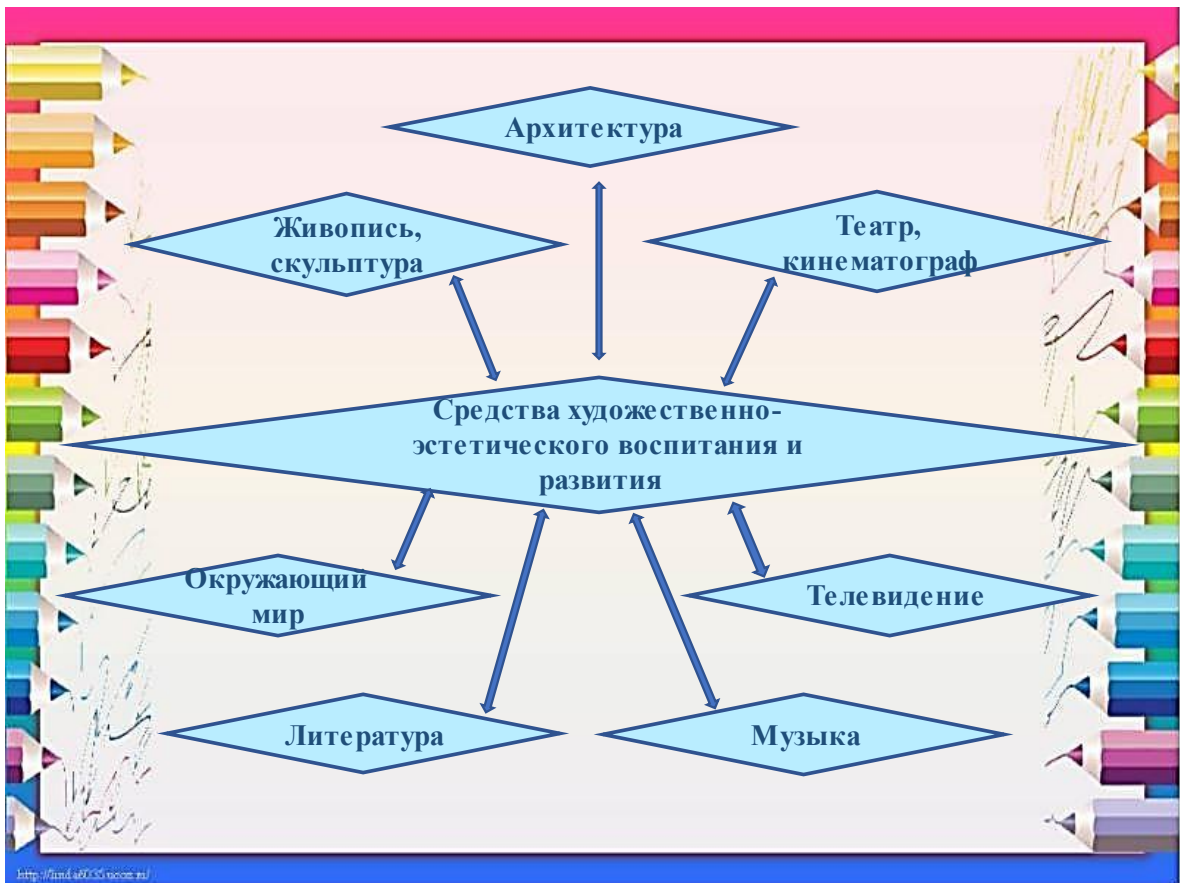 Архитектура
Живопись,
скульптура
Театр,
кинематограф
Средства художественно-
эстетического воспитания и
развития
Окружающий
мир
Телевидение
Литература
Музыка